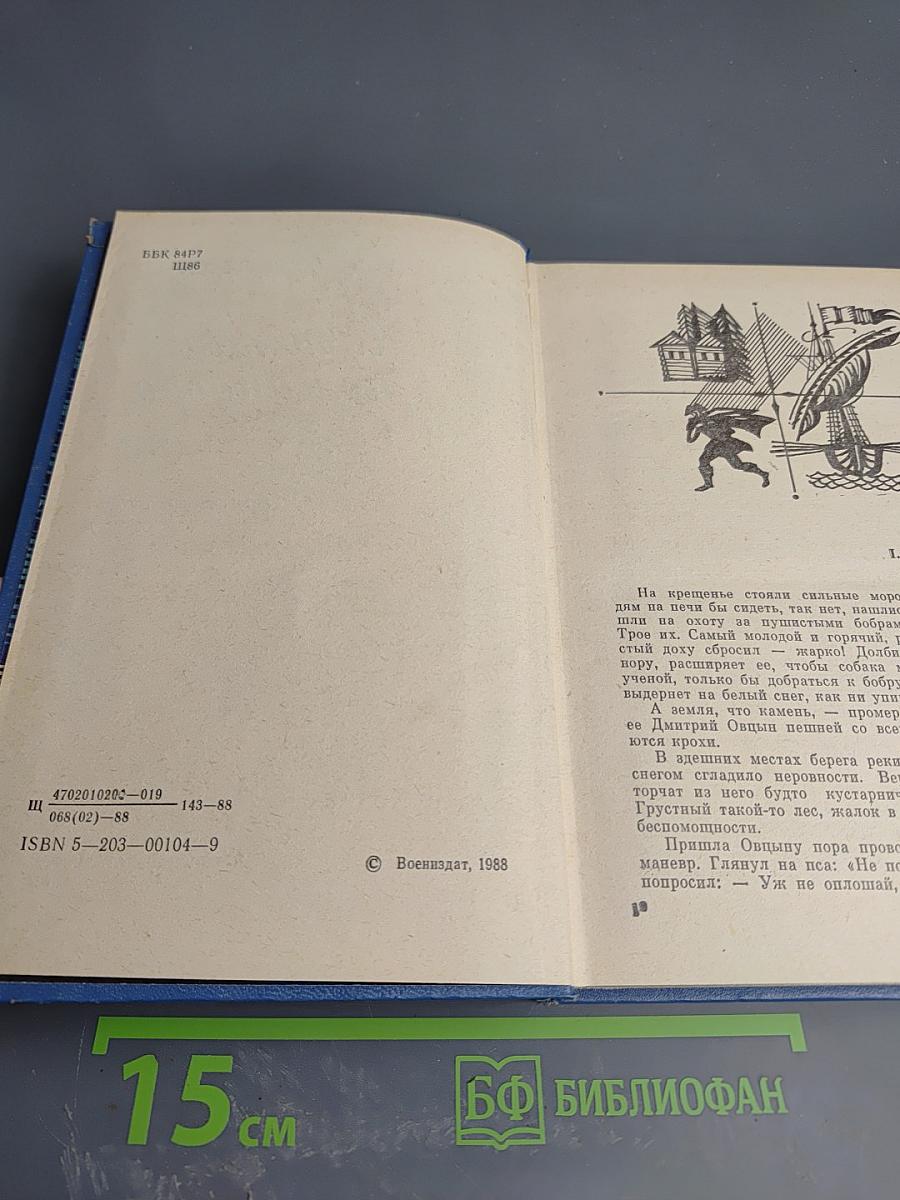 ББК 84Р7
Щ86
Щ 4702010200—019
068(02)—88
143—88
ISBN 5—203—00104—9
© Воениздат, 1988
I.
На крещенье стояли сильные моро
дям на печи бы сидеть, так нет, нашлис
шли на охоту за пушистыми бобрам
Трое их. Самый молодой и горячий, р
стый доху сбросил — жарко! Долби
нору, расширяет ее, чтобы собака м
ученой, только бы добраться к бобру
выдернет на белый снег, как ни упи
А земля, что камень, — промер
ее Дмитрий Овцын пешней со все
ются крохи.
В здешних местах берега реки
снегом сгладило неровности. Ве
торчат из него будто кустарнич
Грустный такой-то лес, жалок в
беспомощности.
Пришла Овцыну пора прово
маневр. Глянул на пса: «Не по
попросил: — Уж не оплошай,
15 см
БФ БИБЛИОФАН